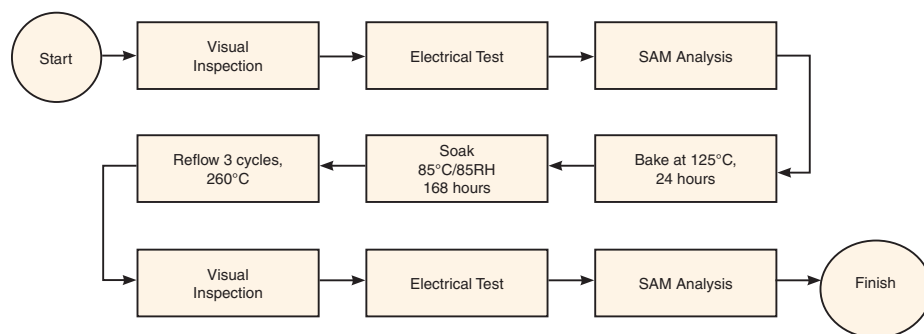 Start
Visual
Inspection
Electrical Test
SAM Analysis
Bake at 125°C,
24 hours
Soak
85°C/85RH
168 hours
Reflow 3 cycles,
260°C
Visual
Inspection
Electrical Test
SAM Analysis
Finish